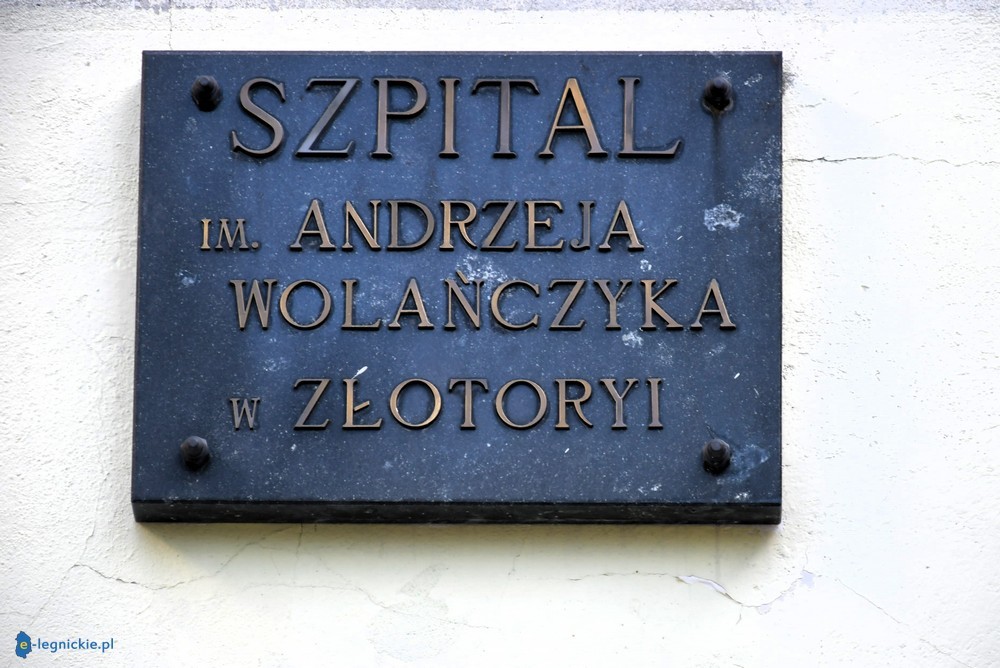 SZPITAL
IM. ANDRZEJA
WOLAŃCZYKA
W ZŁOTORYI
e-legnickie.pl